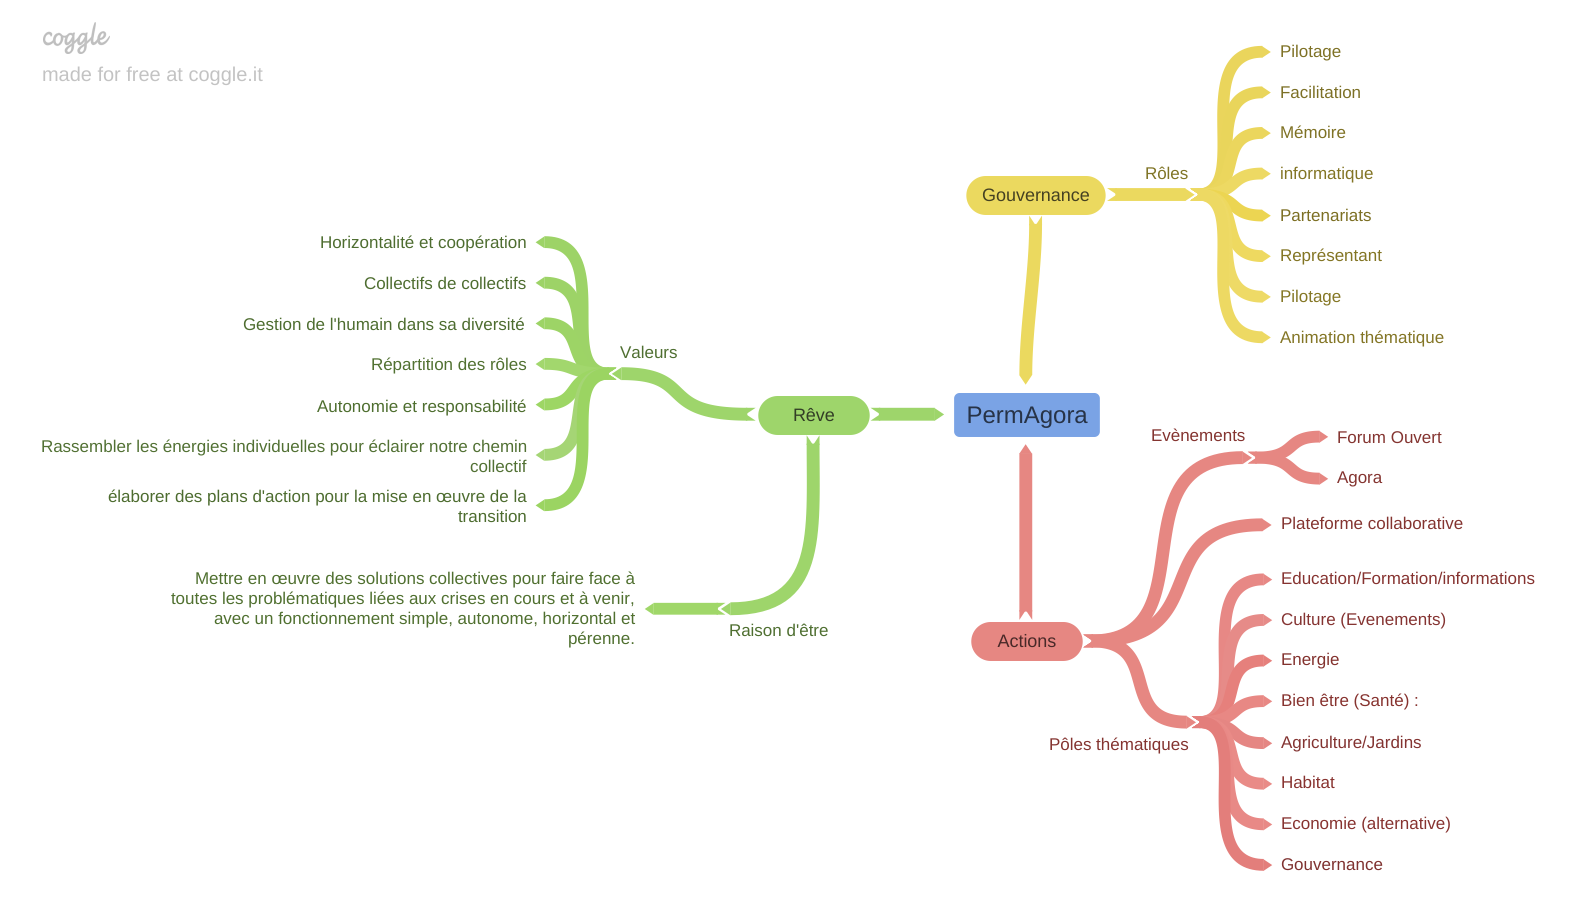 coggle
made for free at coggle.it
Gouvernance
Rôles
Pilotage
Facilitation
Mémoire
informatique
Partenariats
Représentant
Pilotage
Animation thématique
PermAgora
Rêve
Valeurs
Horizontalité et coopération
Collectifs de collectifs
Gestion de l'humain dans sa diversité
Répartition des rôles
Autonomie et responsabilité
Rassembler les énergies individuelles pour éclairer notre chemin
collectif
élaborer des plans d'action pour la mise en œuvre de la
transition
Raison d'être
Mettre en œuvre des solutions collectives pour faire face à
toutes les problématiques liées aux crises en cours et à venir,
avec un fonctionnement simple, autonome, horizontal et
pérenne.
Actions
Evènements
Forum Ouvert
Agora
Plateforme collaborative
Pôles thématiques
Education/Formation/informations
Culture (Evenements)
Energie
Bien être (Santé) :
Agriculture/Jardins
Habitat
Economie (alternative)
Gouvernance